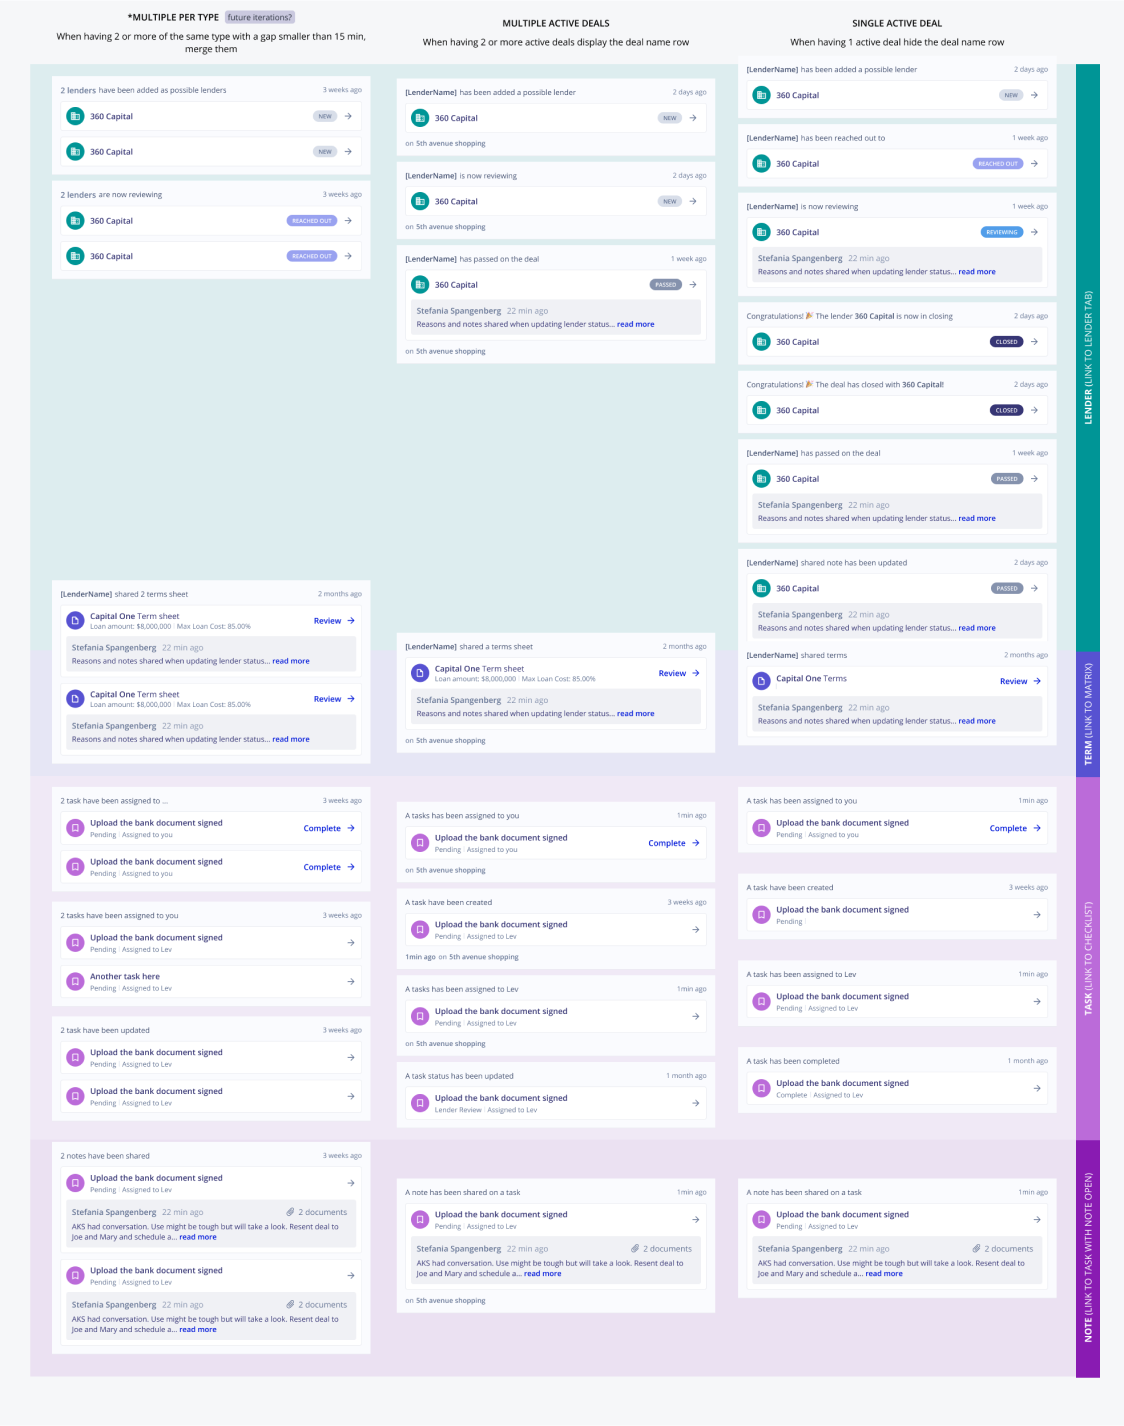 *MULTIPLE PER TYPE future iterations?
When having 2 or more of the same type with a gap smaller than 15 min,
merge them
2 lenders have been added as possible lenders 3 weeks ago
360 Capital NEW
360 Capital NEW
2 lenders are now reviewing 3 weeks ago
360 Capital REACHED OUT
360 Capital REACHED OUT
[LenderName] shared 2 terms sheet 2 months ago
Capital One Term sheet Review
Loan amount: $8,000,000 · Max Loan Cost: 85.00%
Stefania Spangenberg 22 min ago
Reasons and notes shared when updating lender status... read more
Capital One Term sheet Review
Loan amount: $8,000,000 · Max Loan Cost: 85.00%
Stefania Spangenberg 22 min ago
Reasons and notes shared when updating lender status... read more
2 task have been assigned to ... 3 weeks ago
Upload the bank document signed Complete
Pending | Assigned to you
Upload the bank document signed Complete
Pending | Assigned to you
2 tasks have been assigned to you 3 weeks ago
Upload the bank document signed
Pending | Assigned to Lev
Another task here
Pending | Assigned to Lev
2 task have been updated 3 weeks ago
Upload the bank document signed
Pending | Assigned to Lev
Upload the bank document signed
Pending | Assigned to Lev
2 notes have been shared 3 weeks ago
Upload the bank document signed
Pending | Assigned to Lev
Stefania Spangenberg 22 min ago 2 documents
AKS had conversation. Use might be tough but will take a look. Resent deal to
Joe and Mary and schedule a... read more
Upload the bank document signed
Pending | Assigned to Lev
Stefania Spangenberg 22 min ago 2 documents
AKS had conversation. Use might be tough but will take a look. Resent deal to
Joe and Mary and schedule a... read more
MULTIPLE ACTIVE DEALS
When having 2 or more active deals display the deal name row
[LenderName] has been added a possible lender 2 days ago
360 Capital NEW
on 5th avenue shopping
[LenderName] is now reviewing 2 days ago
360 Capital NEW
on 5th avenue shopping
[LenderName] has passed on the deal 1 week ago
360 Capital PASSED
Stefania Spangenberg 22 min ago
Reasons and notes shared when updating lender status... read more
on 5th avenue shopping
[LenderName] shared a terms sheet 2 months ago
Capital One Term sheet Review
Loan amount: $8,000,000 · Max Loan Cost: 85.00%
Stefania Spangenberg 22 min ago
Reasons and notes shared when updating lender status... read more
on 5th avenue shopping
A tasks has been assigned to you 1min ago
Upload the bank document signed Complete
Pending | Assigned to you
on 5th avenue shopping
A task have been created 3 weeks ago
Upload the bank document signed
Pending | Assigned to Lev
1min ago on 5th avenue shopping
A tasks has been assigned to Lev 1min ago
Upload the bank document signed
Pending | Assigned to Lev
on 5th avenue shopping
A task status has been updated 1 month ago
Upload the bank document signed
Lender Review | Assigned to Lev
A note has been shared on a task 1min ago
Upload the bank document signed
Pending | Assigned to Lev
Stefania Spangenberg 22 min ago 2 documents
AKS had conversation. Use might be tough but will take a look. Resent deal to
Joe and Mary and schedule a... read more
on 5th avenue shopping
SINGLE ACTIVE DEAL
When having 1 active deal hide the deal name row
[LenderName] has been added a possible lender 2 days ago
360 Capital NEW
[LenderName] has been reached out to 1 week ago
360 Capital REACHED OUT
[LenderName] is now reviewing 1 week ago
360 Capital REVIEWING
Stefania Spangenberg 22 min ago
Reasons and notes shared when updating lender status... read more
Congratulations! 🎉 The lender 360 Capital is now in closing 2 days ago
360 Capital CLOSED
Congratulations! 🎉 The deal has closed with 360 Capital! 2 days ago
360 Capital CLOSED
[LenderName] has passed on the deal 1 week ago
360 Capital PASSED
Stefania Spangenberg 22 min ago
Reasons and notes shared when updating lender status... read more
[LenderName] shared note has been updated 2 days ago
360 Capital PASSED
Stefania Spangenberg 22 min ago
Reasons and notes shared when updating lender status... read more
[LenderName] shared terms 2 months ago
Capital One Terms Review
Stefania Spangenberg 22 min ago
Reasons and notes shared when updating lender status... read more
A task has been assigned to you 1min ago
Upload the bank document signed Complete
Pending | Assigned to you
A task have been created 3 weeks ago
Upload the bank document signed
Pending |
A task has been assigned to Lev 1min ago
Upload the bank document signed
Pending | Assigned to Lev
A task has been completed 1 month ago
Upload the bank document signed
Complete | Assigned to Lev
A note has been shared on a task 1min ago
Upload the bank document signed
Pending | Assigned to Lev
Stefania Spangenberg 22 min ago 2 documents
AKS had conversation. Use might be tough but will take a look. Resent deal to
Joe and Mary and schedule a... read more
LENDER (LINK TO LENDER TAB)
TERM (LINK TO MATRIX)
TASK (LINK TO CHECKLIST)
NOTE (LINK TO TASK WITH NOTE OPEN)